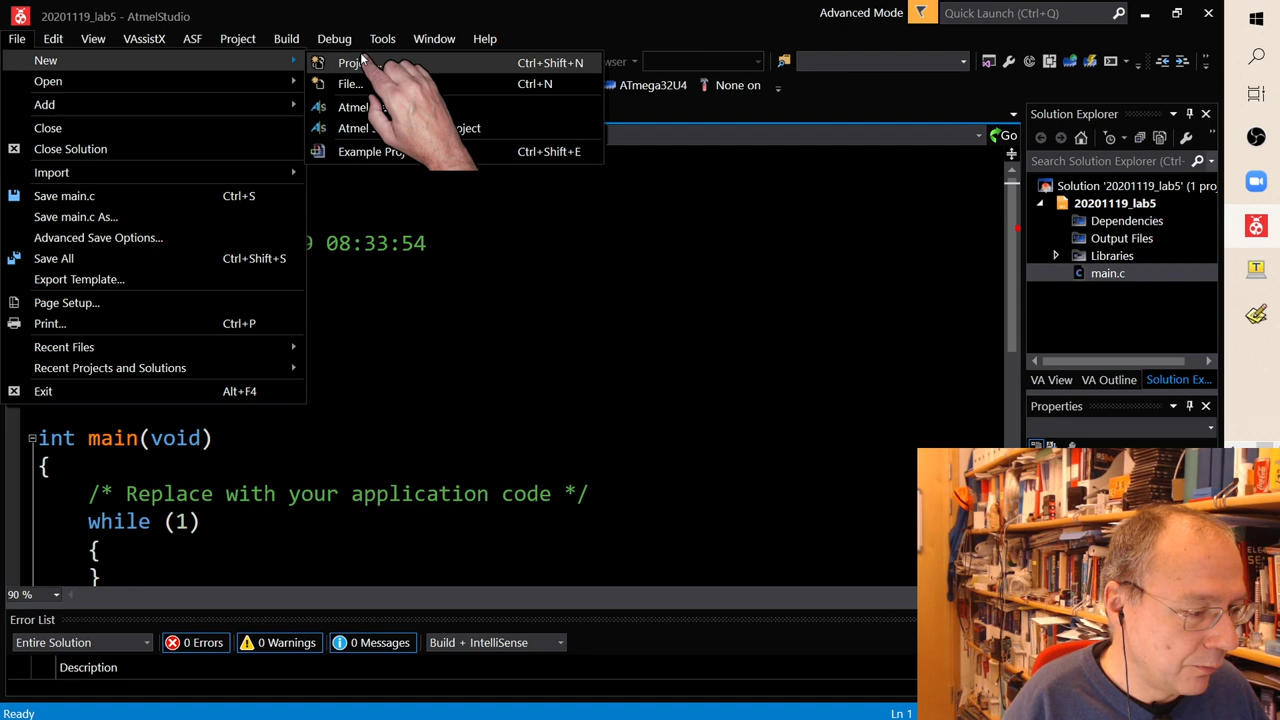 20201119_lab5 - AtmelStudio
Advanced Mode
Quick Launch (Ctrl+Q)
File Edit View VAssistX ASF Project Build Debug Tools Window Help
New
Open
Add
Close
Close Solution
Import
Save main.c Ctrl+S
Save main.c As...
Advanced Save Options...
Save All Ctrl+Shift+S
Export Template...
Page Setup...
Print... Ctrl+P
Recent Files
Recent Projects and Solutions
Exit Alt+F4
Ctrl+Shift+N
File... Ctrl+N
Atmel
Atmel
Example Ctrl+Shift+E
ATmega32U4 None on
Go
08:33:54
int main(void)
{
/* Replace with your application code */
while (1)
{
}
90 %
Error List
Entire Solution 0 Errors 0 Warnings 0 Messages Build + IntelliSense
Description
Ready Ln 1
Solution Explorer
Search Solution Explorer (Ctrl+
Solution '20201119_lab5' (1
20201119_lab5
Dependencies
Output Files
Libraries
main.c
VA View VA Outline Solution Ex...
Properties